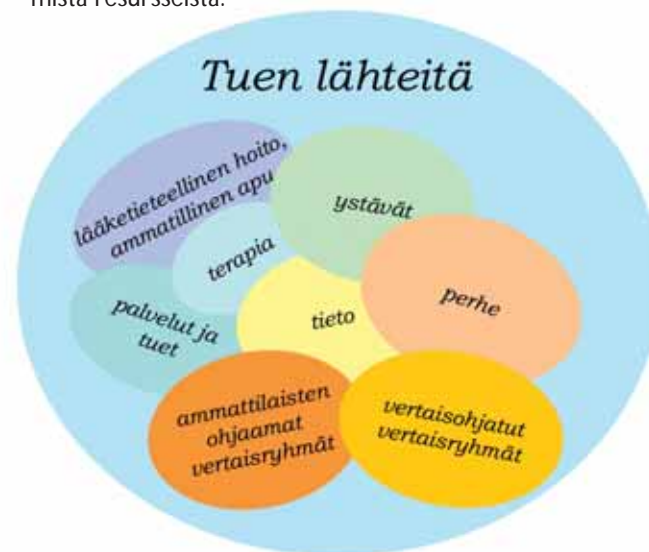 mista resursseista.
Tuen lähteitä
lääketieteellinen hoito,
ammatillinen apu
ystävät
terapia
perhe
palvelut ja
tuet
tieto
ammattilaisten
ohjaamat
vertaisryhmät
vertaisohjatut
vertaisryhmät